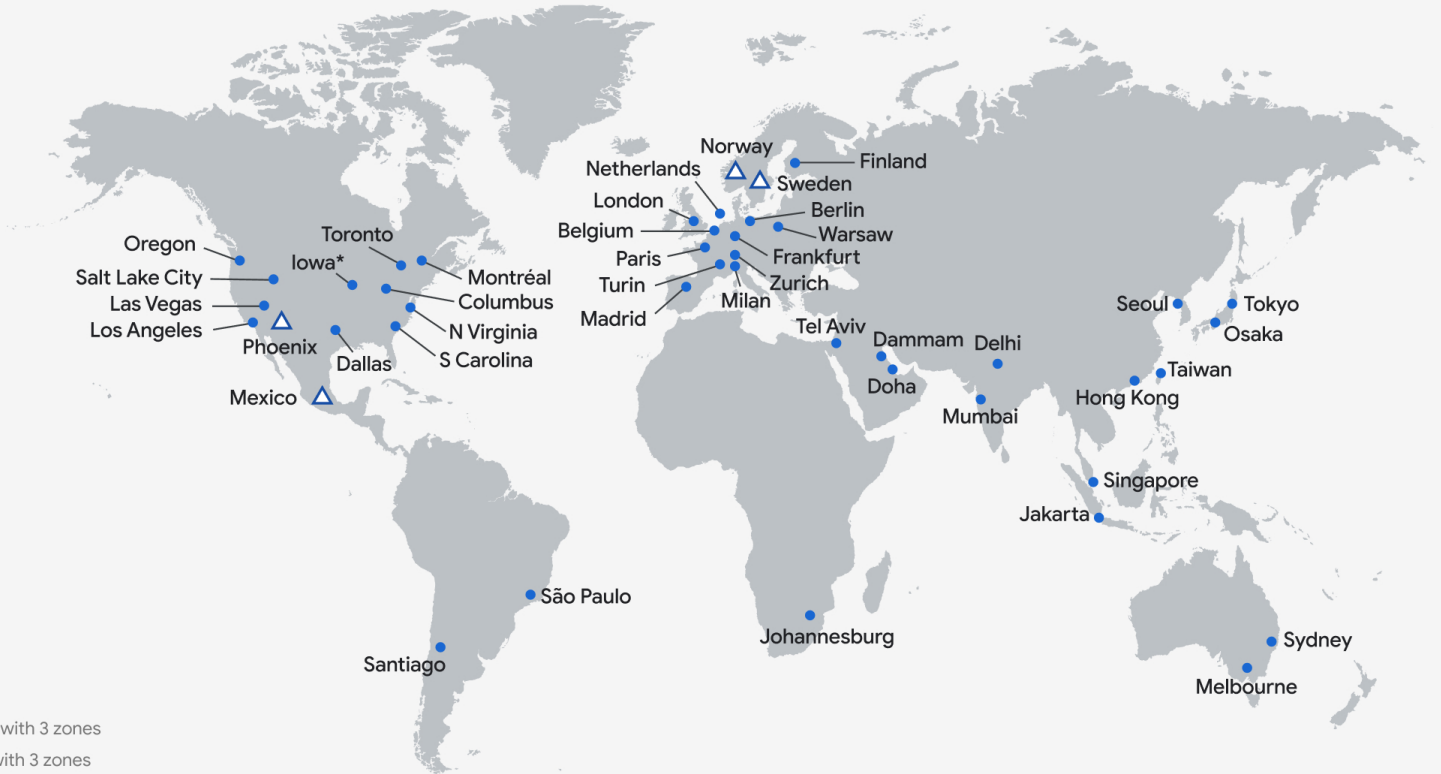 Norway
Netherlands
Finland
Sweden
London
Berlin
Belgium
Warsaw
Oregon
Toronto
Paris
Frankfurt
Iowa*
Montréal
Salt Lake City
Turin
Zurich
Columbus
Milan
Las Vegas
Madrid
Seoul
Tokyo
Los Angeles
N Virginia
Tel Aviv
Osaka
Phoenix
Dammam
Delhi
S Carolina
Dallas
Taiwan
Doha
Mexico
Hong Kong
Mumbai
Singapore
Jakarta
São Paulo
Johannesburg
Sydney
Santiago
Melbourne
with 3 zones
with 3 zones